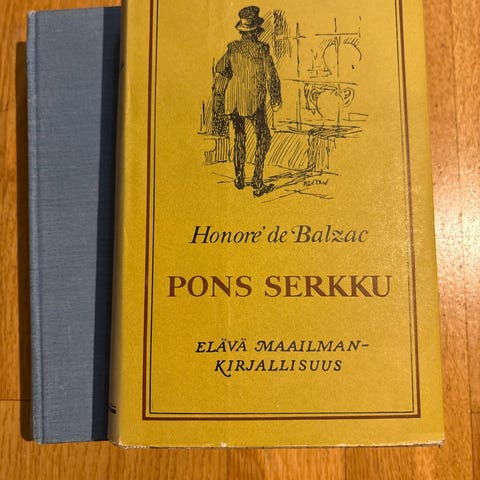 Honoré de Balzac
PONS SERKKU
ELÄVÄ MAAILMAN-
KIRJALLISUUS